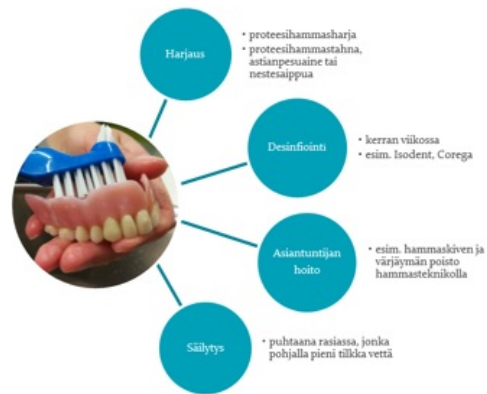 Harjaus
• proteesihammasharja
• proteesihammastahna,
astianpesuaine tai
nestesaippua
Desinfiointi
• kerran viikossa
• esim. Isodent, Corega
Asiantuntijan
hoito
• esim. hammaskiven ja
värjäymän poisto
hammasteknikolla
Säilytys
• puhtaana rasiassa, jonka
pohjalla pieni tilkka vettä